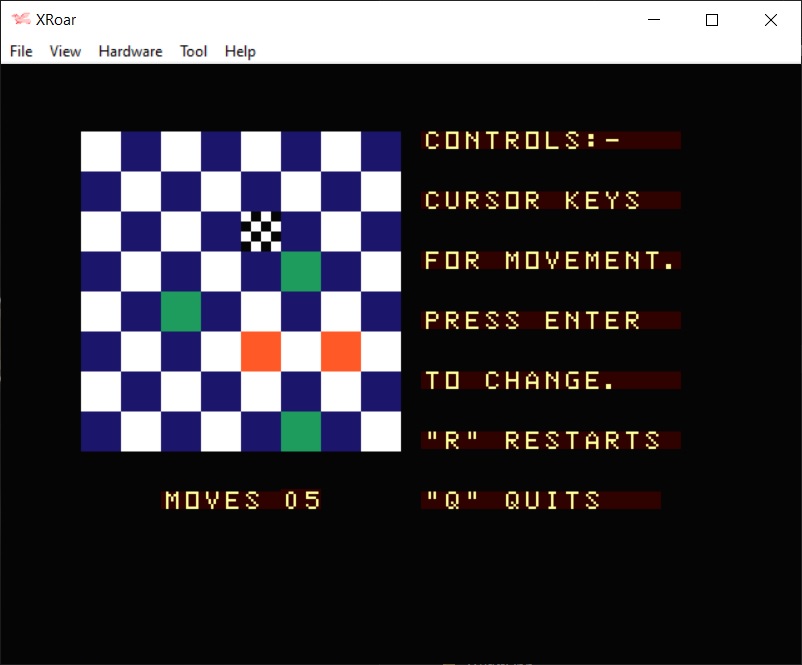 XRoar
File View Hardware Tool Help
CONTROLS:-
CURSOR KEYS
FOR MOVEMENT.
PRESS ENTER
TO CHANGE.
"R" RESTARTS
MOVES 05
"Q" QUITS